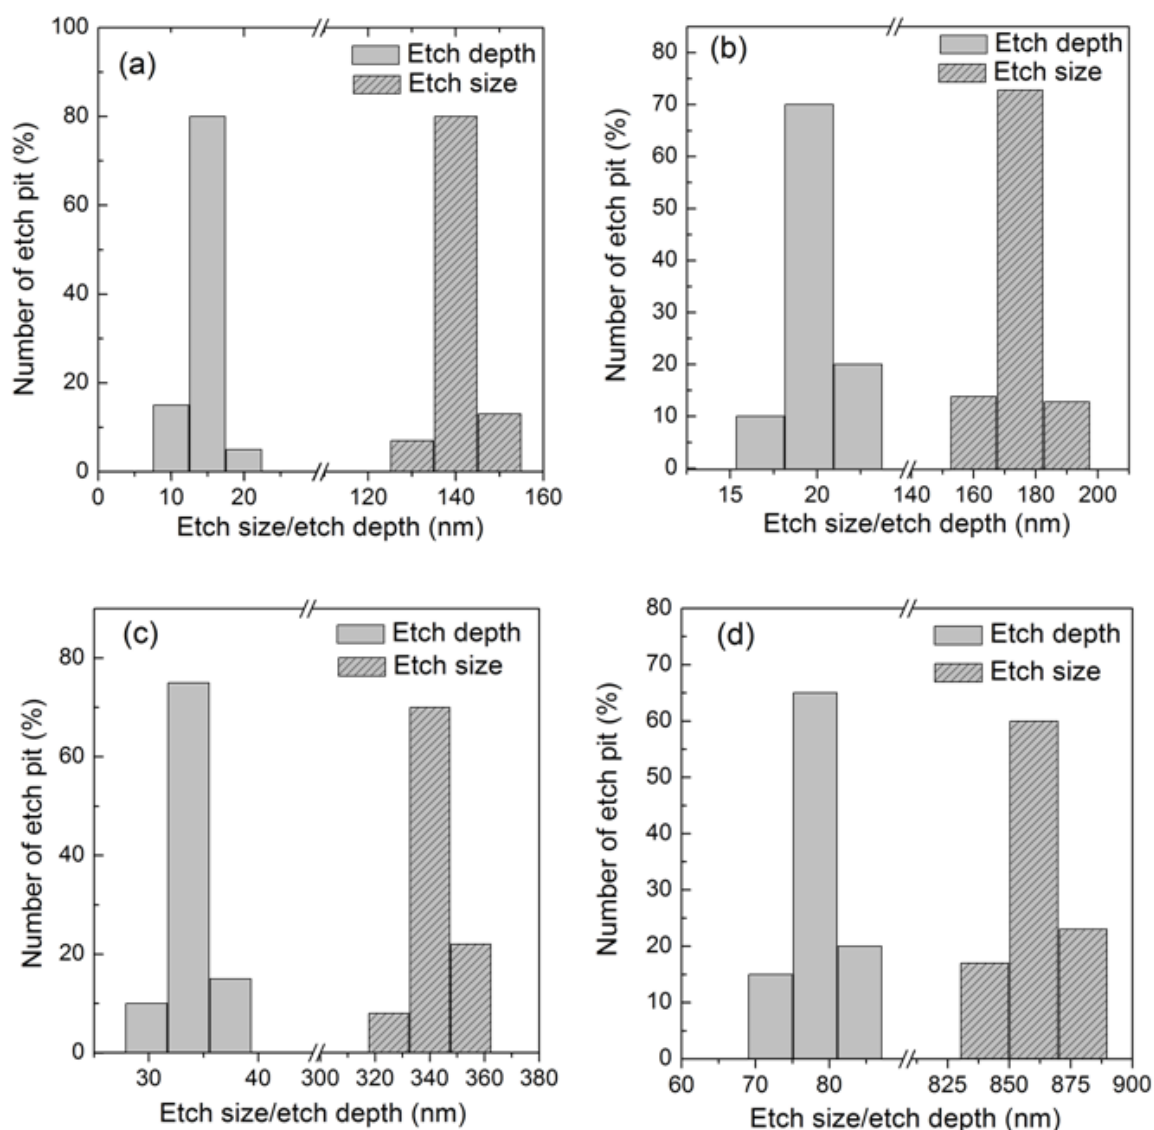 (a)
Etch depth
Etch size
Number of etch pit (%)
100
80
60
40
20
0
0 10 20 120 140 160
Etch size/etch depth (nm)
(b)
Etch depth
Etch size
Number of etch pit (%)
80
70
60
50
40
30
20
10
0
15 20 140 160 180 200
Etch size/etch depth (nm)
(c)
Etch depth
Etch size
Number of etch pit (%)
80
60
40
20
0
30 40 300 320 340 360 380
Etch size/etch depth (nm)
(d)
Etch depth
Etch size
Number of etch pit (%)
80
70
60
50
40
30
20
10
0
60 70 80 825 850 875 900
Etch size/etch depth (nm)